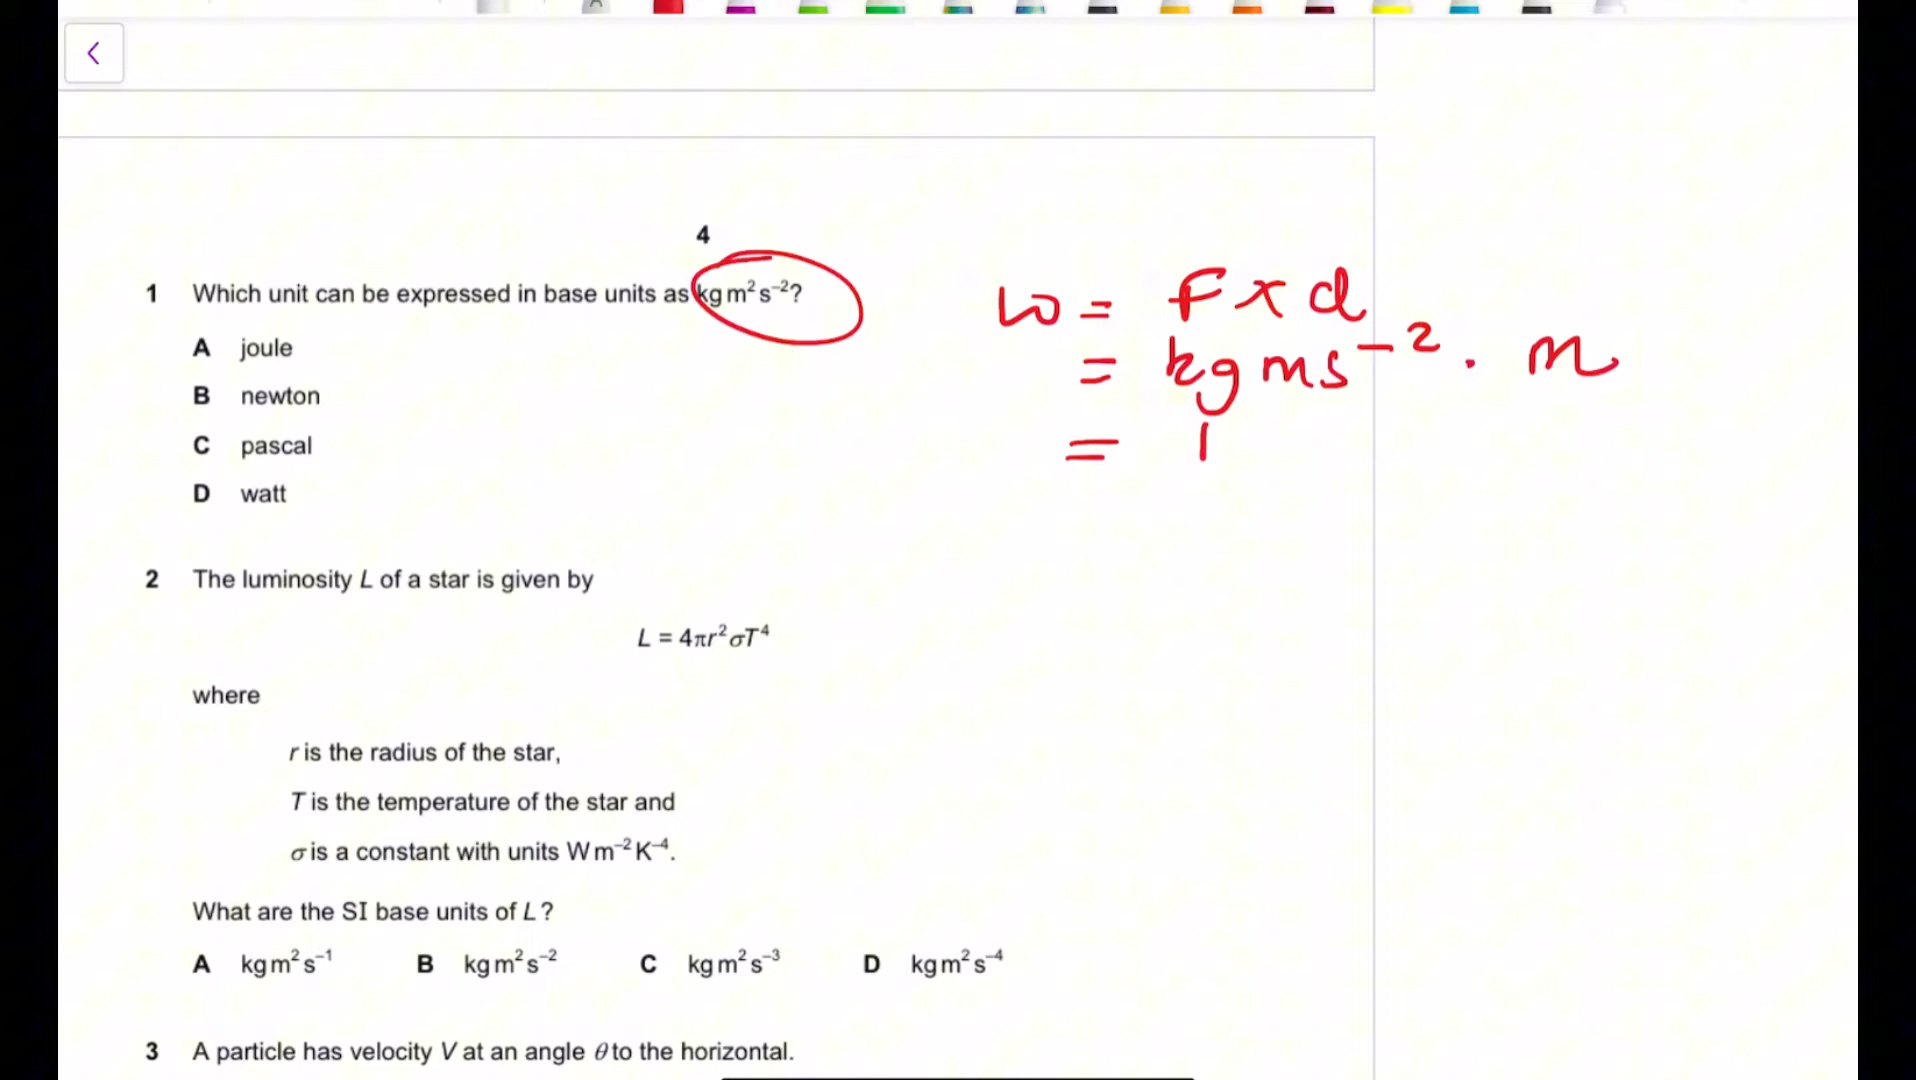 4
1 Which unit can be expressed in base units as kg m² s⁻²?
A joule
B newton
C pascal
D watt
W = F × d
= kg m s⁻² . m
=
2 The luminosity L of a star is given by
L = 4πr²σT⁴
where
r is the radius of the star,
T is the temperature of the star and
σ is a constant with units W m⁻² K⁻⁴.
What are the SI base units of L?
A kg m² s⁻¹ B kg m² s⁻² C kg m² s⁻³ D kg m² s⁻⁴
3 A particle has velocity V at an angle θ to the horizontal.